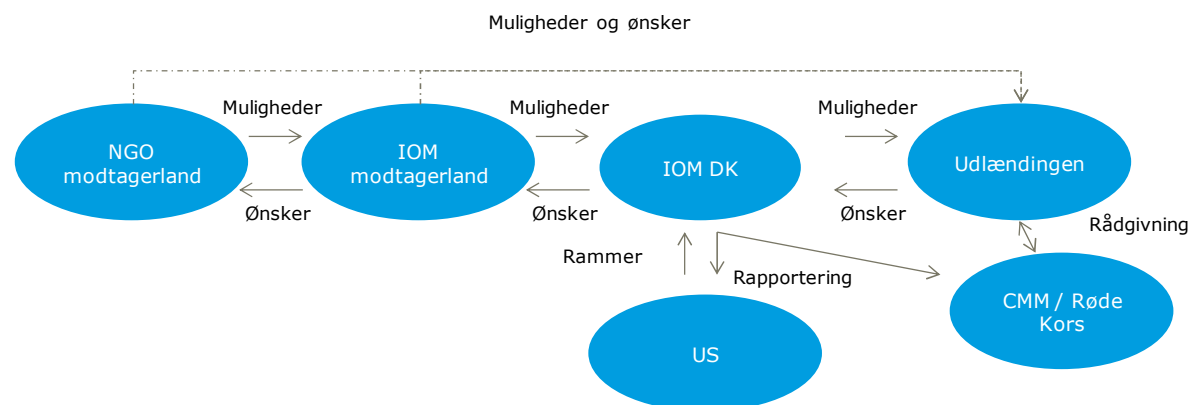 Muligheder og ønsker
Muligheder
Muligheder
Muligheder
NGO
modtagerland
IOM
modtagerland
IOM DK
Udlændingen
Ønsker
Ønsker
Ønsker
Rådgivning
Rammer
Rapportering
CMM / Røde
Kors
US